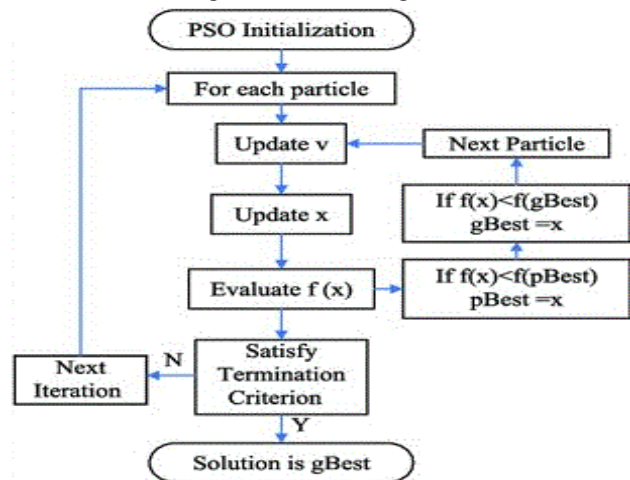 PSO Initialization
For each particle
Update v
Next Particle
If f(x)<f(gBest)
gBest =x
Update x
If f(x)<f(pBest)
pBest =x
Evaluate f (x)
Satisfy
Termination
Criterion
N
Next
Iteration
Y
Solution is gBest